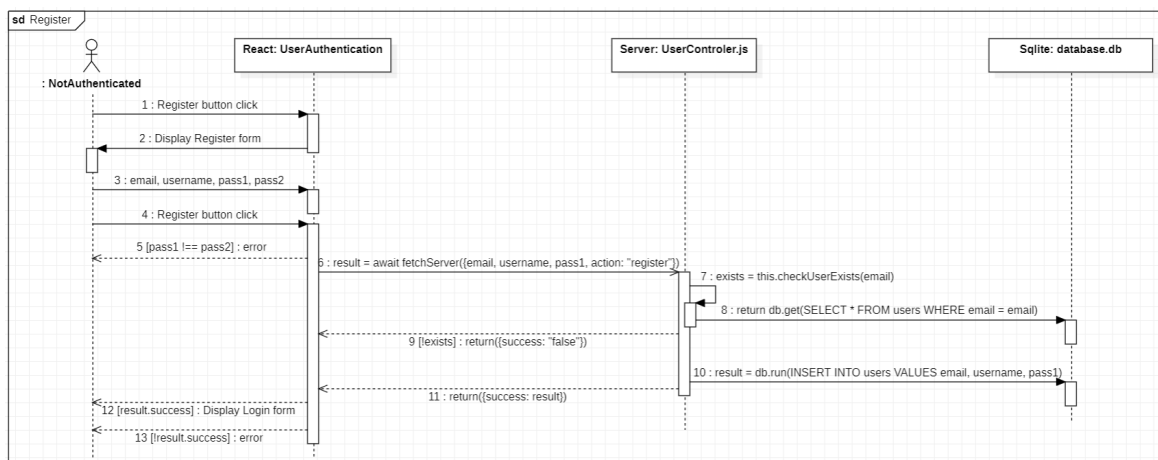 sd Register
React: UserAuthentication
Server: UserControler.js
Sqlite: database.db
: NotAuthenticated
1 : Register button click
2 : Display Register form
3 : email, username, pass1, pass2
4 : Register button click
5 [pass1 !== pass2] : error
6 : result = await fetchServer({email, username, pass1, action: "register"})
7 : exists = this.checkUserExists(email)
8 : return db.get(SELECT * FROM users WHERE email = email)
9 [!exists] : return({success: "false"})
10 : result = db.run(INSERT INTO users VALUES email, username, pass1)
11 : return({success: result})
12 [result.success] : Display Login form
13 [!result.success] : error